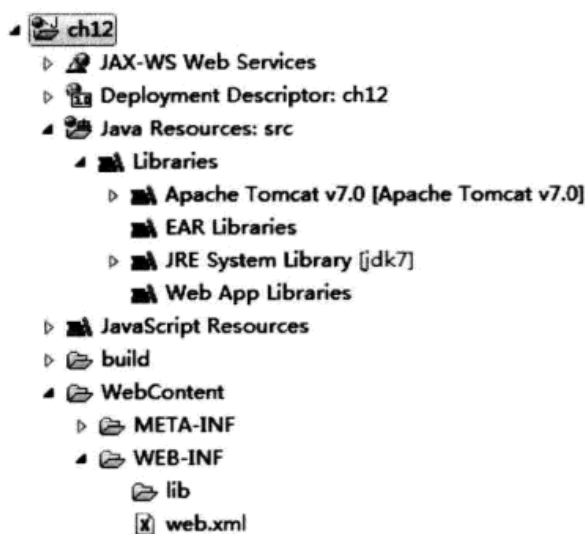 ch12
JAX-WS Web Services
Deployment Descriptor: ch12
Java Resources: src
Libraries
Apache Tomcat v7.0 [Apache Tomcat v7.0]
EAR Libraries
JRE System Library [jdk7]
Web App Libraries
JavaScript Resources
build
WebContent
META-INF
WEB-INF
lib
web.xml